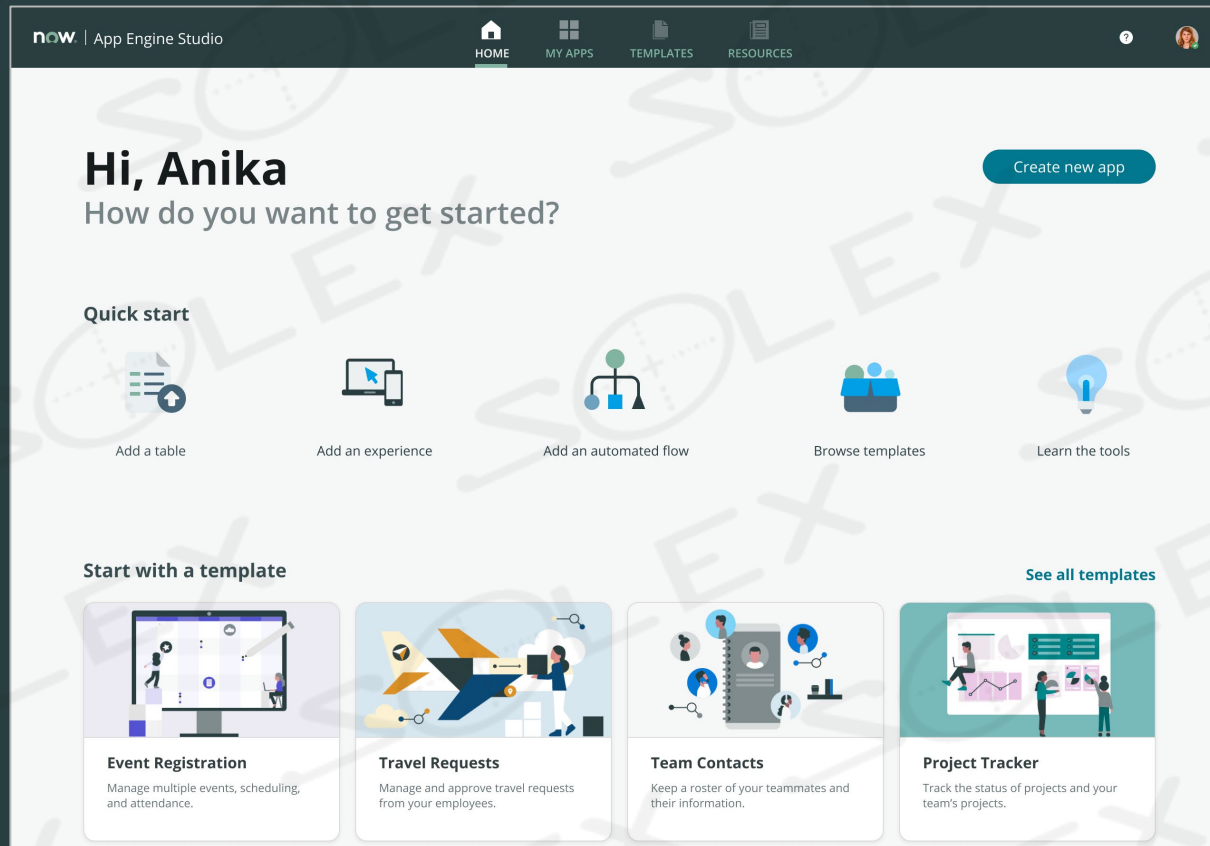 now. | App Engine Studio
HOME
MY APPS
TEMPLATES
RESOURCES
?
Hi, Anika
Create new app
How do you want to get started?
Quick start
Add a table
Add an experience
Add an automated flow
Browse templates
Learn the tools
Start with a template
See all templates
Event Registration
Manage multiple events, scheduling,
and attendance.
Travel Requests
Manage and approve travel requests
from your employees.
Team Contacts
Keep a roster of your teammates and
their information.
Project Tracker
Track the status of projects and your
team's projects.
SOLEX
SOLEX
SOLEX
SOLEX